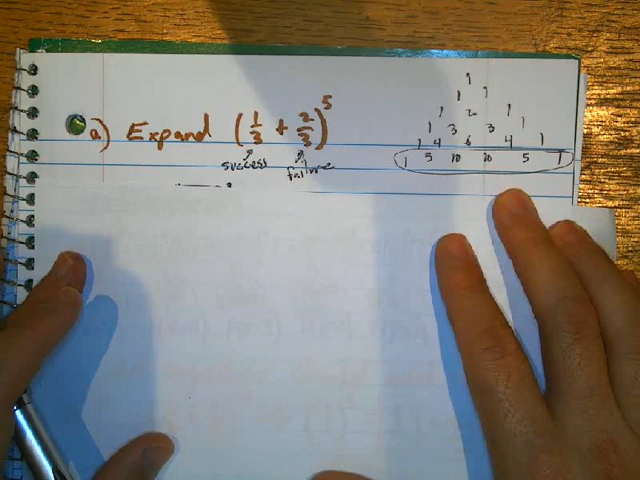 a) Expand (1/3 + 2/3)^5
success failure
1
1 1
1 2 1
1 3 3 1
1 4 6 4 1
1 5 10 10 5 1